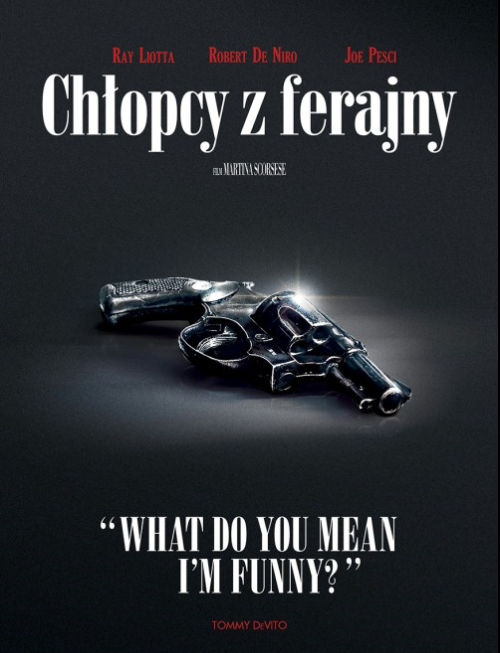 RAY LIOTTA ROBERT DE NIRO JOE PESCI
Chłopcy z ferajny
FILM MARTINA SCORSESE
“WHAT DO YOU MEAN
I'M FUNNY?”
TOMMY DEVITO